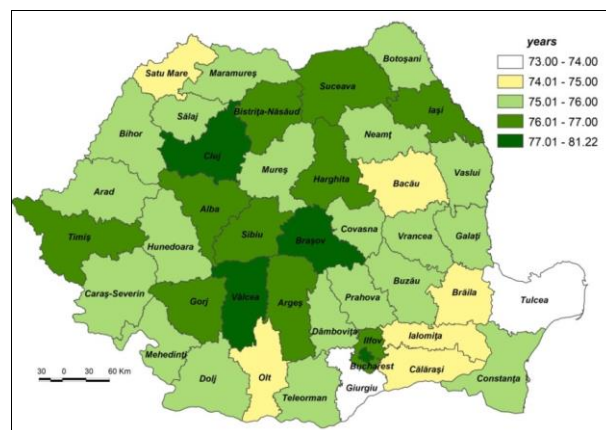 years
73.00 - 74.00
74.01 - 75.00
75.01 - 76.00
76.01 - 77.00
77.01 - 81.22
Botoşani
Satu Mare
Maramureş
Suceava
Iaşi
Sălaj
Bistriţa-Năsăud
Bihor
Cluj
Neamţ
Mureş
Harghita
Bacău
Vaslui
Arad
Alba
Timiş
Sibiu
Braşov
Covasna
Vrancea
Galaţi
Hunedoara
Caraş-Severin
Gorj
Vâlcea
Argeş
Prahova
Buzău
Brăila
Tulcea
Dâmboviţa
Ilfov
Ialomiţa
Mehedinţi
Bucharest
Călăraşi
Dolj
Olt
Giurgiu
Constanţa
Teleorman
30 0 30 60 Km